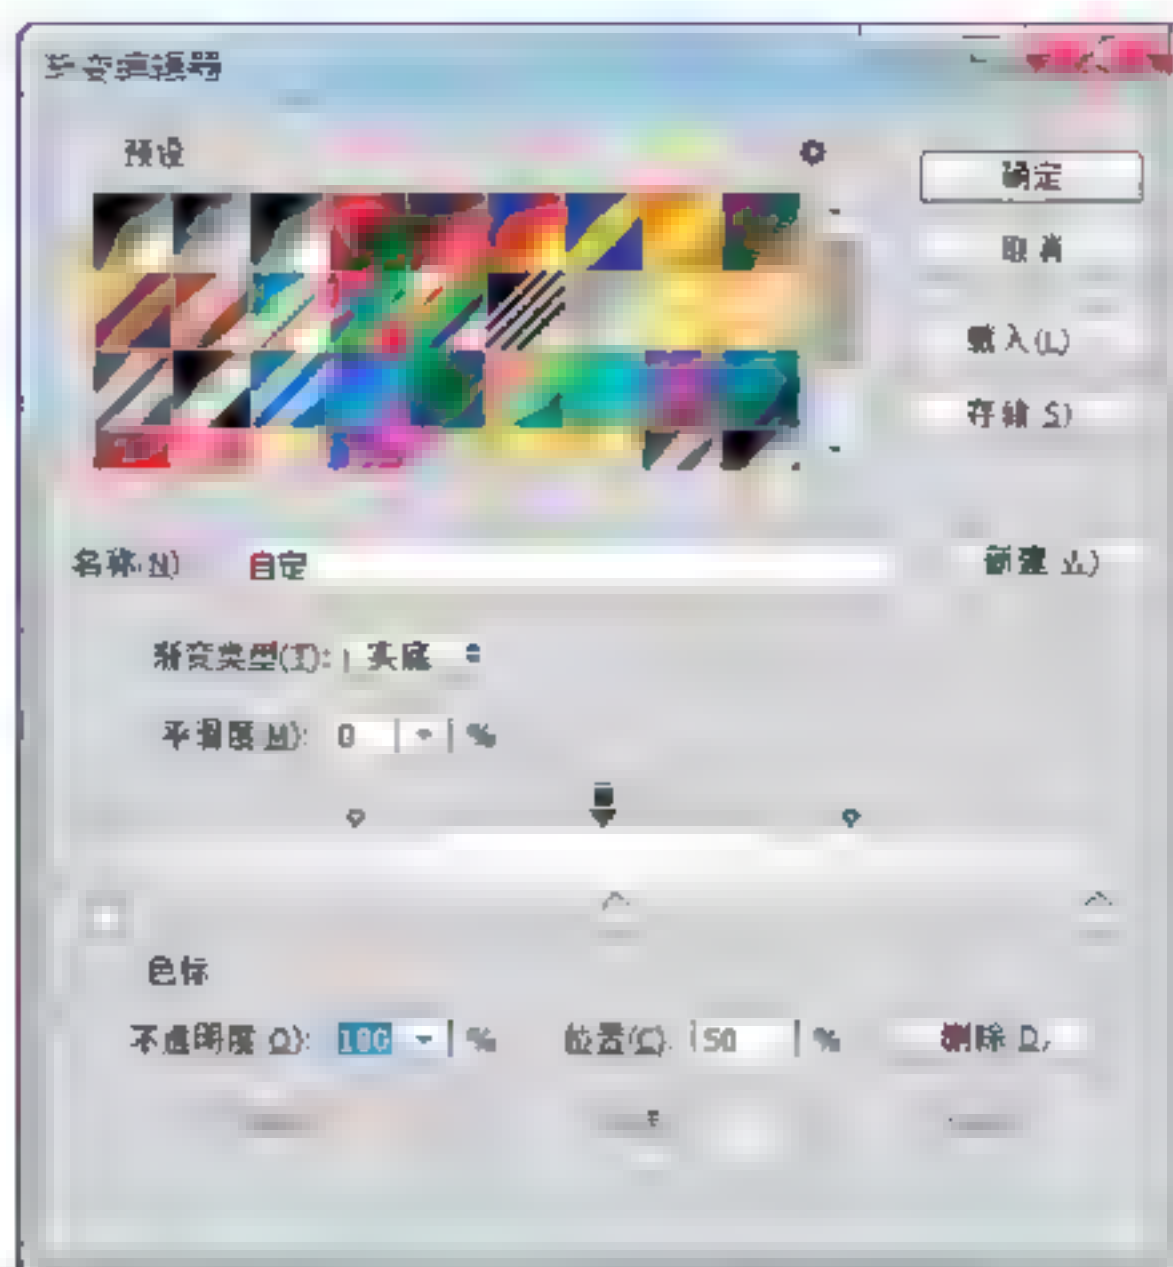 渐变编辑器
预设
确定
取消
载入(L)
存储 S)
名称 N)
自定
新建
渐变类型(T): 实底
平滑度 M): 0 %
色标
不透明度 O): 100 %
位置(C) 50 %
删除 D